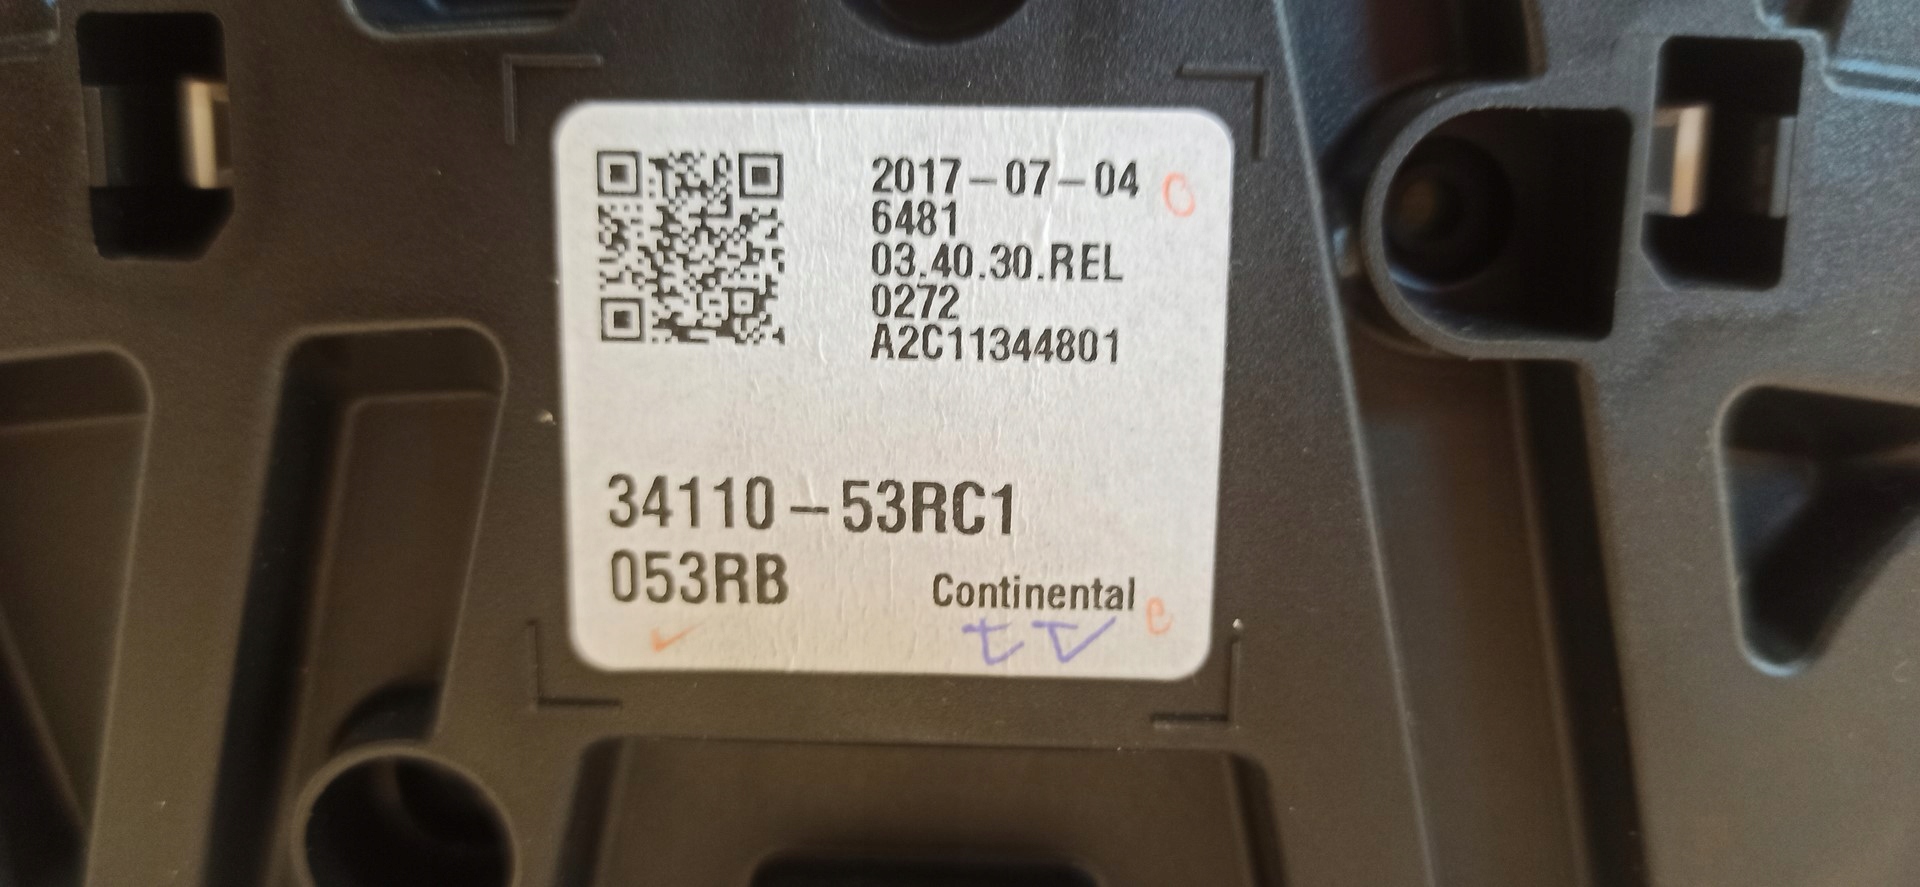 2017-07-04
6481
03.40.30.REL
0272
A2C11344801
34110-53RC1
053RB
Continental